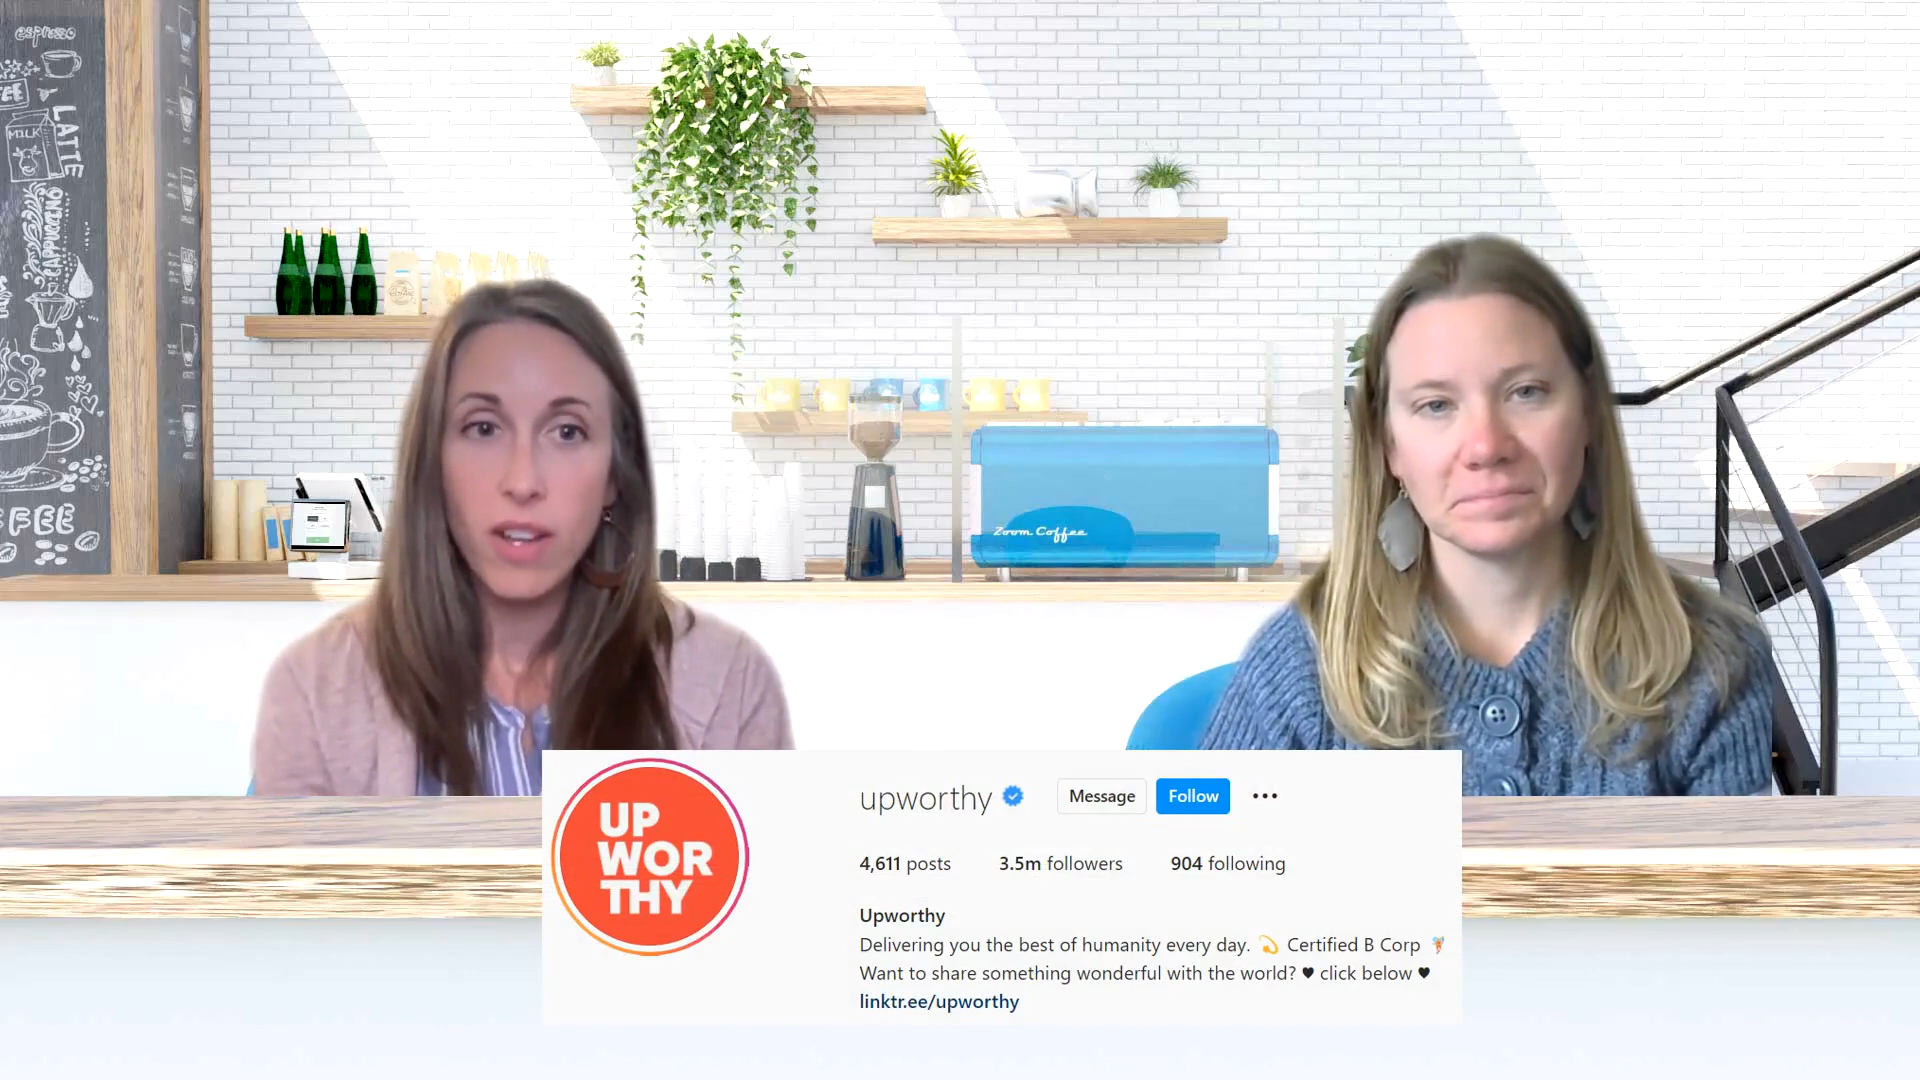 espresso
LATTE
MILK
CAPPUCINO
Zoom Coffee
UP
WOR
THY
upworthy
Message
Follow
4,611 posts
3.5m followers
904 following
Upworthy
Delivering you the best of humanity every day. 💫 Certified B Corp 🧚
Want to share something wonderful with the world? ♥ click below ♥
linktr.ee/upworthy